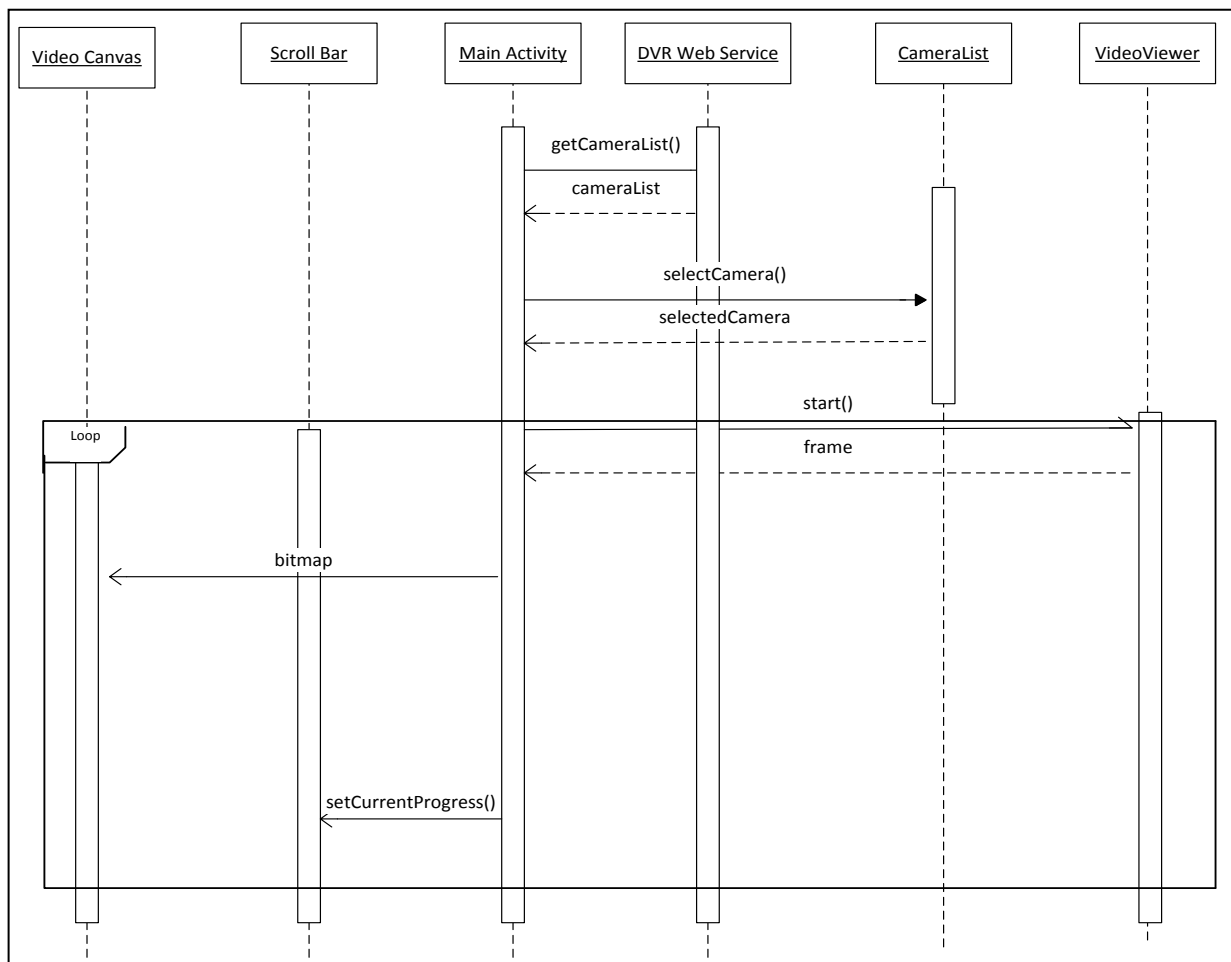 Video Canvas
Scroll Bar
Main Activity
DVR Web Service
CameraList
VideoViewer
getCameraList()
cameraList
selectCamera()
selectedCamera
start()
Loop
frame
bitmap
setCurrentProgress()